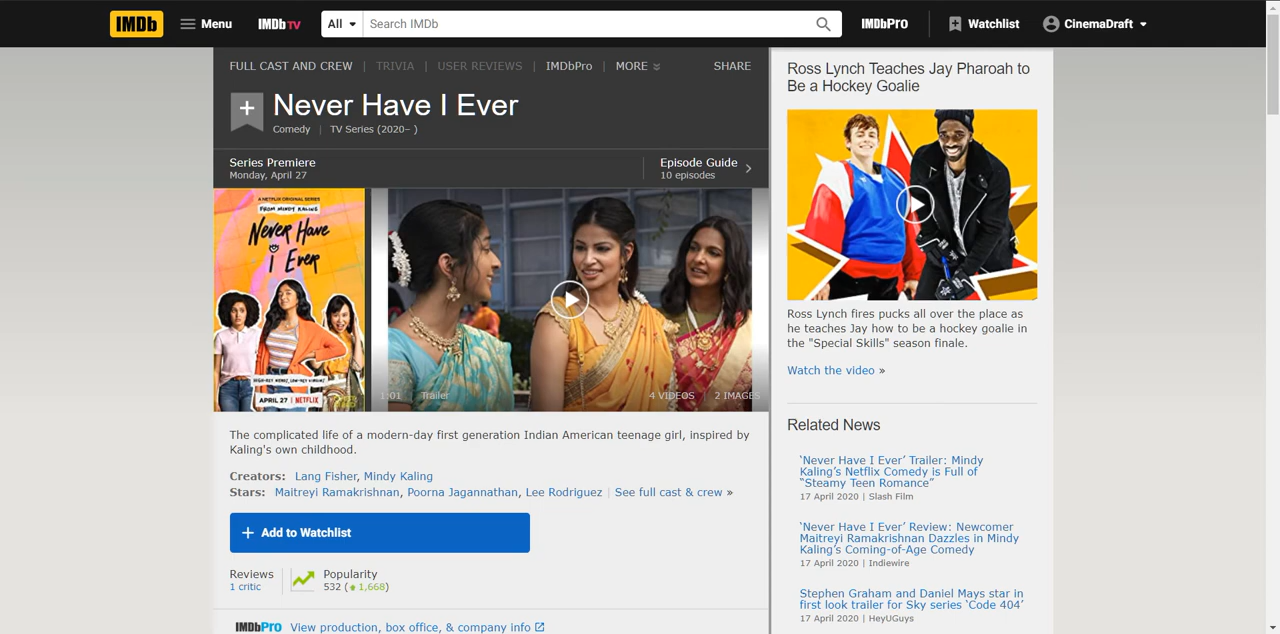 IMDb
Menu
IMDbTV
All
Search IMDb
IMDbPRO
Watchlist
CinemaDraft
FULL CAST AND CREW | TRIVIA | USER REVIEWS | IMDbPro | MORE
SHARE
+ Never Have I Ever
Comedy | TV Series (2020– )
Series Premiere
Monday, April 27
Episode Guide
10 episodes
A NETFLIX ORIGINAL SERIES
FROM MINDY KALING
Never Have
I Ever
APRIL 27 | NETFLIX
1:01 | Trailer
4 VIDEOS | 2 IMAGES
The complicated life of a modern-day first generation Indian American teenage girl, inspired by
Kaling's own childhood.
Creators: Lang Fisher, Mindy Kaling
Stars: Maitreyi Ramakrishnan, Poorna Jagannathan, Lee Rodriguez | See full cast & crew »
+ Add to Watchlist
Reviews
1 critic
Popularity
532 (1,668)
IMDbPro View production, box office, & company info
Ross Lynch Teaches Jay Pharoah to
Be a Hockey Goalie
Ross Lynch fires pucks all over the place as
he teaches Jay how to be a hockey goalie in
the "Special Skills" season finale.
Watch the video »
Related News
‘Never Have I Ever’ Trailer: Mindy
Kaling’s Netflix Comedy is Full of
“Steamy Teen Romance”
17 April 2020 | Slash Film
‘Never Have I Ever’ Review: Newcomer
Maitreyi Ramakrishnan Dazzles in Mindy
Kaling’s Coming-of-Age Comedy
17 April 2020 | Indiewire
Stephen Graham and Daniel Mays star in
first look trailer for Sky series ‘Code 404’
17 April 2020 | HeyUGuys